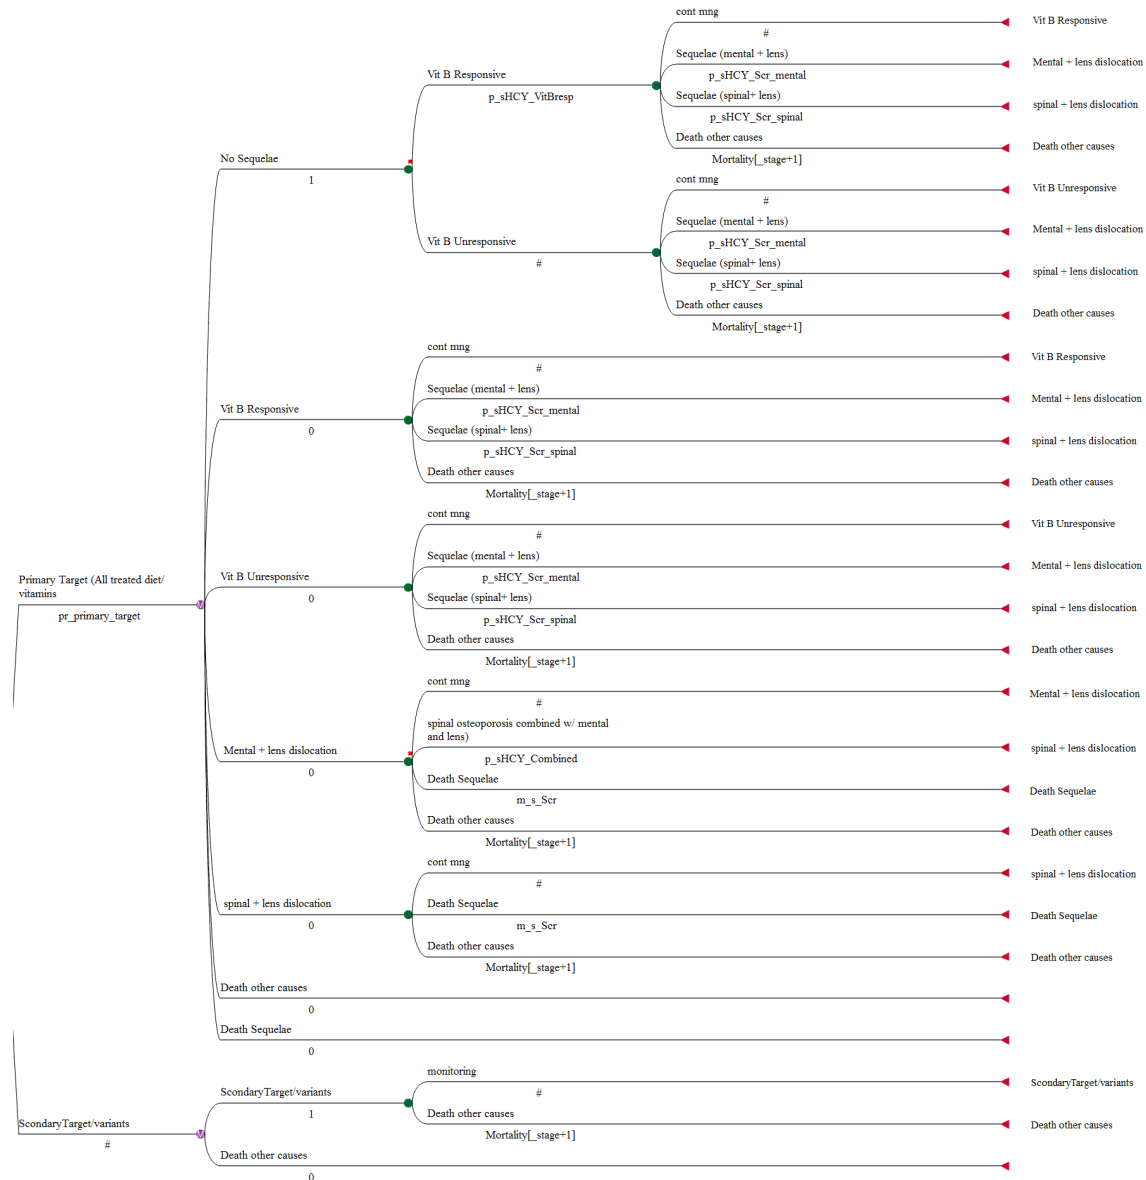 cont mng
#
Vit B Responsive
Sequelae (mental + lens)
p_sHCY_Scr_mental
Mental + lens dislocation
Vit B Responsive
p_sHCY_VitBresp
Sequelae (spinal+ lens)
p_sHCY_Scr_spinal
spinal + lens dislocation
Death other causes
Mortality[_stage+1]
Death other causes
No Sequelae
1
cont mng
#
Vit B Unresponsive
Sequelae (mental + lens)
p_sHCY_Scr_mental
Mental + lens dislocation
Vit B Unresponsive
#
Sequelae (spinal+ lens)
p_sHCY_Scr_spinal
spinal + lens dislocation
Death other causes
Mortality[_stage+1]
Death other causes
cont mng
#
Vit B Responsive
Sequelae (mental + lens)
p_sHCY_Scr_mental
Mental + lens dislocation
Vit B Responsive
0
Sequelae (spinal+ lens)
p_sHCY_Scr_spinal
spinal + lens dislocation
Death other causes
Mortality[_stage+1]
Death other causes
cont mng
#
Vit B Unresponsive
Sequelae (mental + lens)
p_sHCY_Scr_mental
Mental + lens dislocation
Primary Target (All treated diet/
vitamins
pr_primary_target
Vit B Unresponsive
0
Sequelae (spinal+ lens)
p_sHCY_Scr_spinal
spinal + lens dislocation
Death other causes
Mortality[_stage+1]
Death other causes
cont mng
#
Mental + lens dislocation
spinal osteoporosis combined w/ mental
and lens)
p_sHCY_Combined
spinal + lens dislocation
Mental + lens dislocation
0
Death Sequelae
m_s_Scr
Death Sequelae
Death other causes
Mortality[_stage+1]
Death other causes
cont mng
#
spinal + lens dislocation
spinal + lens dislocation
0
Death Sequelae
m_s_Scr
Death Sequelae
Death other causes
Mortality[_stage+1]
Death other causes
Death other causes
0
Death Sequelae
0
monitoring
#
ScondaryTarget/variants
ScondaryTarget/variants
1
Death other causes
Mortality[_stage+1]
Death other causes
ScondaryTarget/variants
#
Death other causes
0